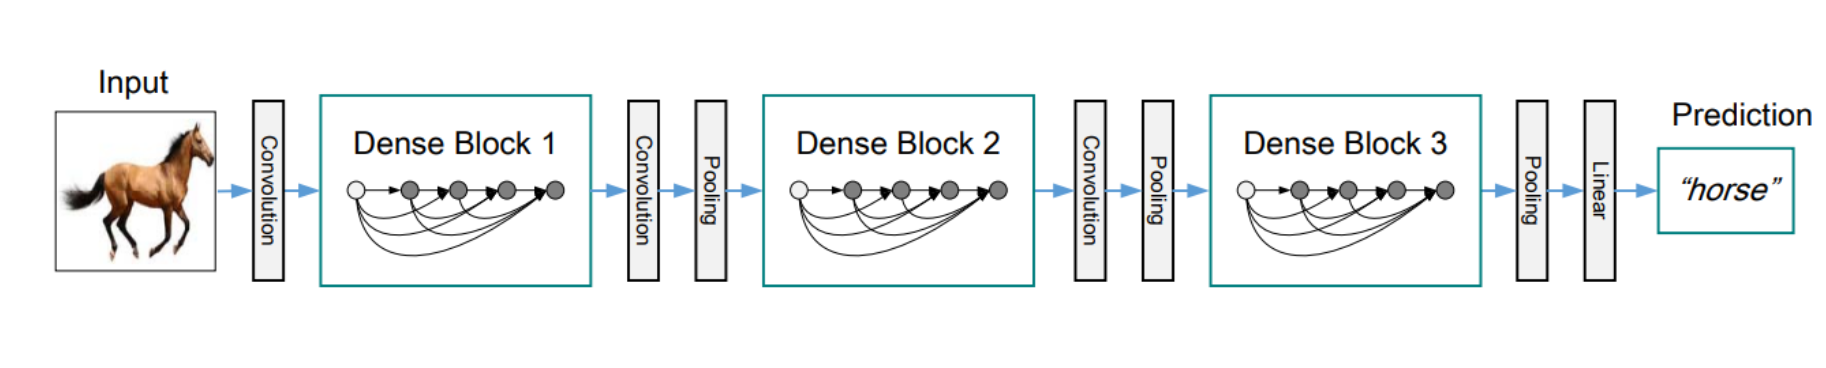 Input
Convolution
Dense Block 1
Convolution
Pooling
Dense Block 2
Convolution
Pooling
Dense Block 3
Pooling
Linear
Prediction
“horse”